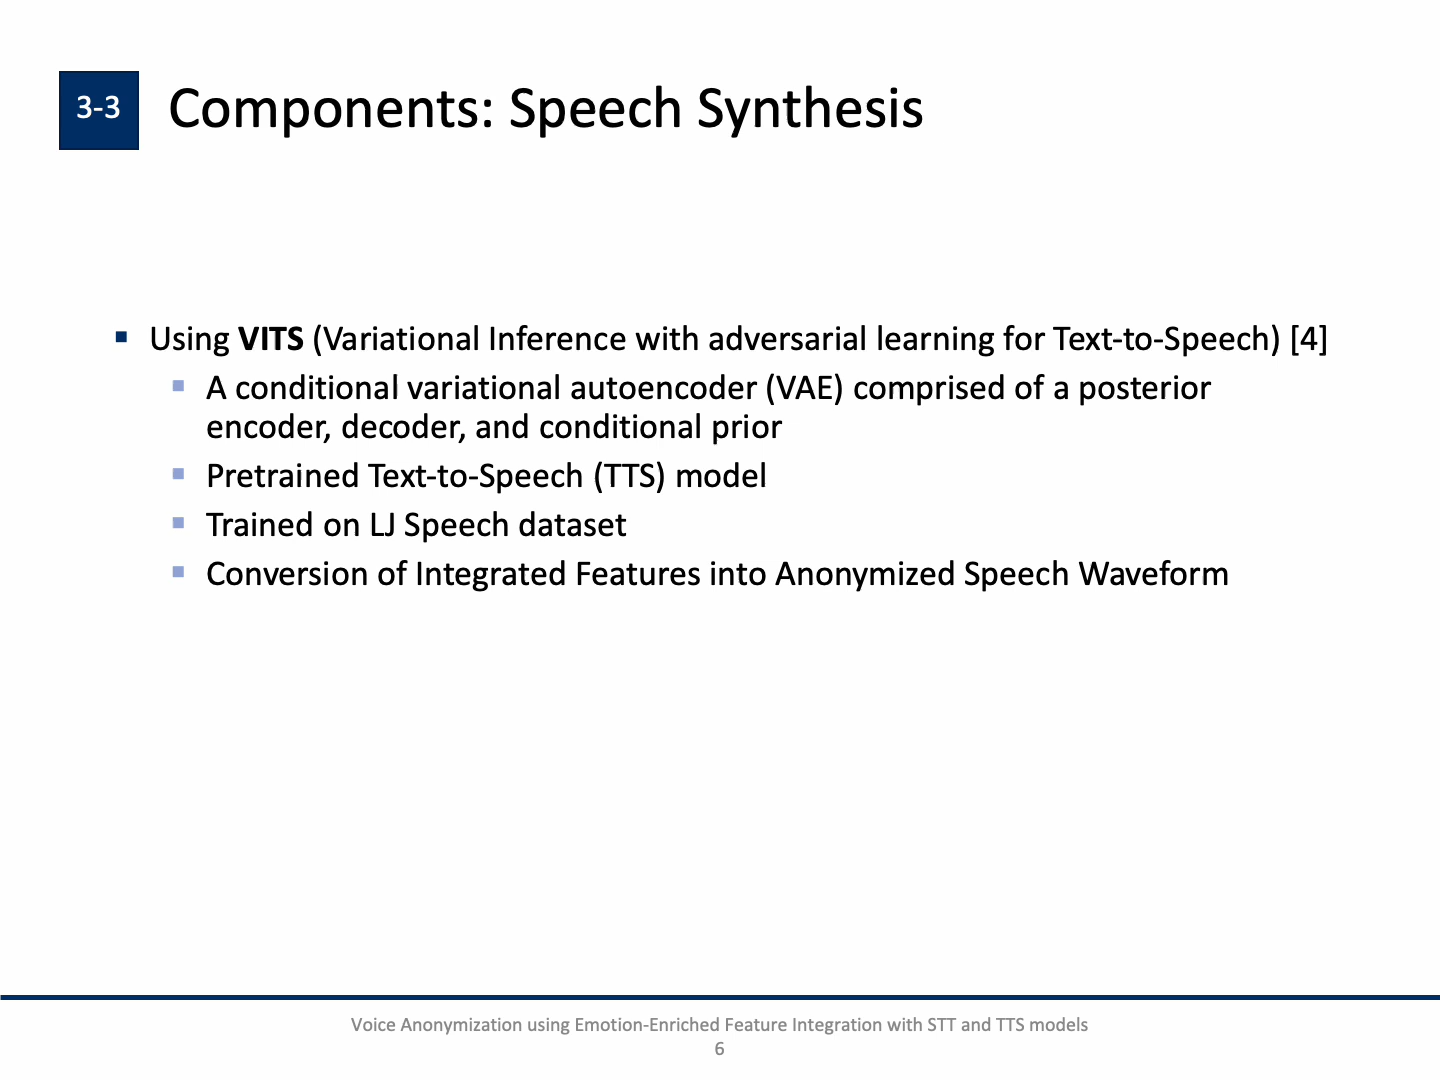 3-3
Components: Speech Synthesis
Using VITS (Variational Inference with adversarial learning for Text-to-Speech) [4]
A conditional variational autoencoder (VAE) comprised of a posterior
encoder, decoder, and conditional prior
Pretrained Text-to-Speech (TTS) model
Trained on LJ Speech dataset
Conversion of Integrated Features into Anonymized Speech Waveform
Voice Anonymization using Emotion-Enriched Feature Integration with STT and TTS models
6